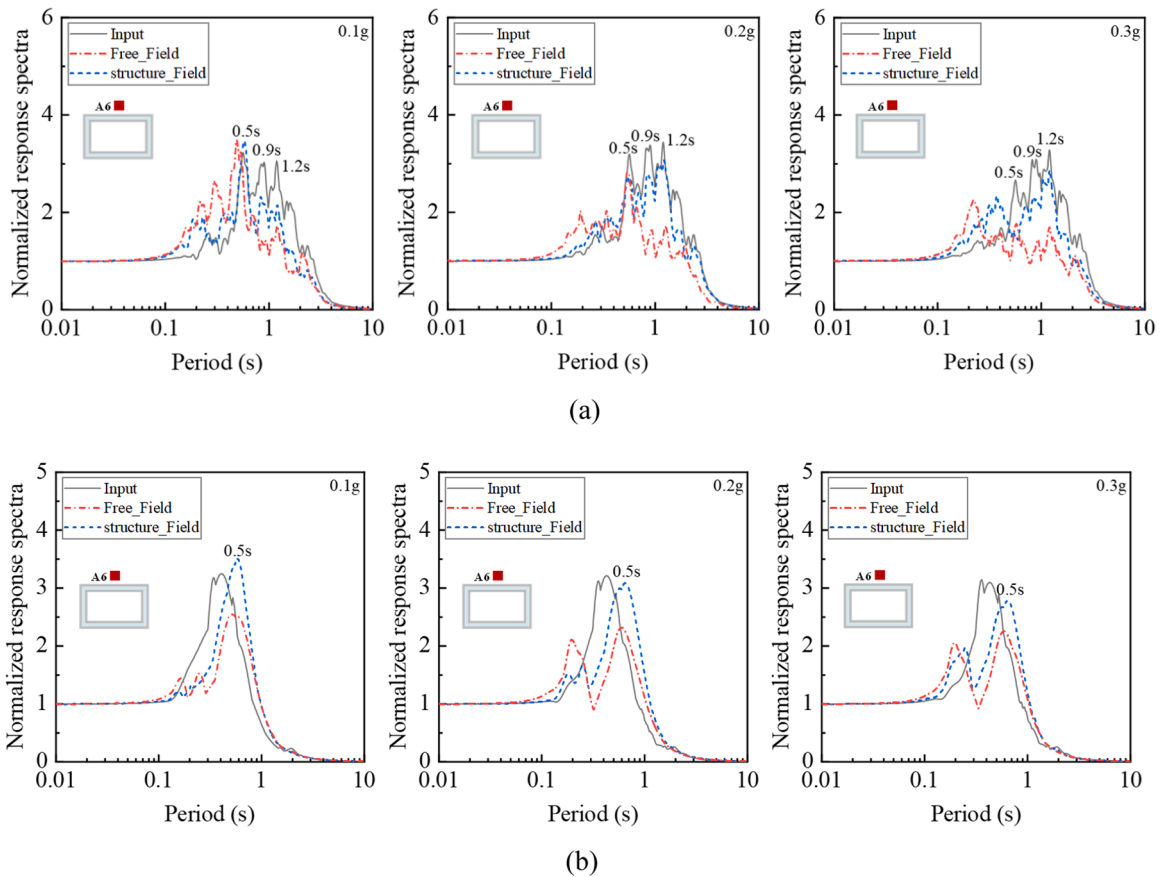 Normalized response spectra
6
4
2
0
Input
Free_Field
structure_Field
0.1g
A6
0.5s
0.9s
1.2s
0.01
0.1
1
10
Period (s)
Normalized response spectra
6
4
2
0
Input
Free_Field
structure_Field
0.2g
A6
0.5s
0.9s
1.2s
0.01
0.1
1
10
Period (s)
Normalized response spectra
6
4
2
0
Input
Free_Field
structure_Field
0.3g
A6
0.5s
0.9s
1.2s
0.01
0.1
1
10
Period (s)
(a)
Normalized response spectra
5
4
3
2
1
0
Input
Free_Field
structure_Field
0.1g
A6
0.5s
0.01
0.1
1
10
Period (s)
Normalized response spectra
5
4
3
2
1
0
Input
Free_Field
structure_Field
0.2g
A6
0.5s
0.01
0.1
1
10
Period (s)
Normalized response spectra
5
4
3
2
1
0
Input
Free_Field
structure_Field
0.3g
A6
0.5s
0.01
0.1
1
10
Period (s)
(b)